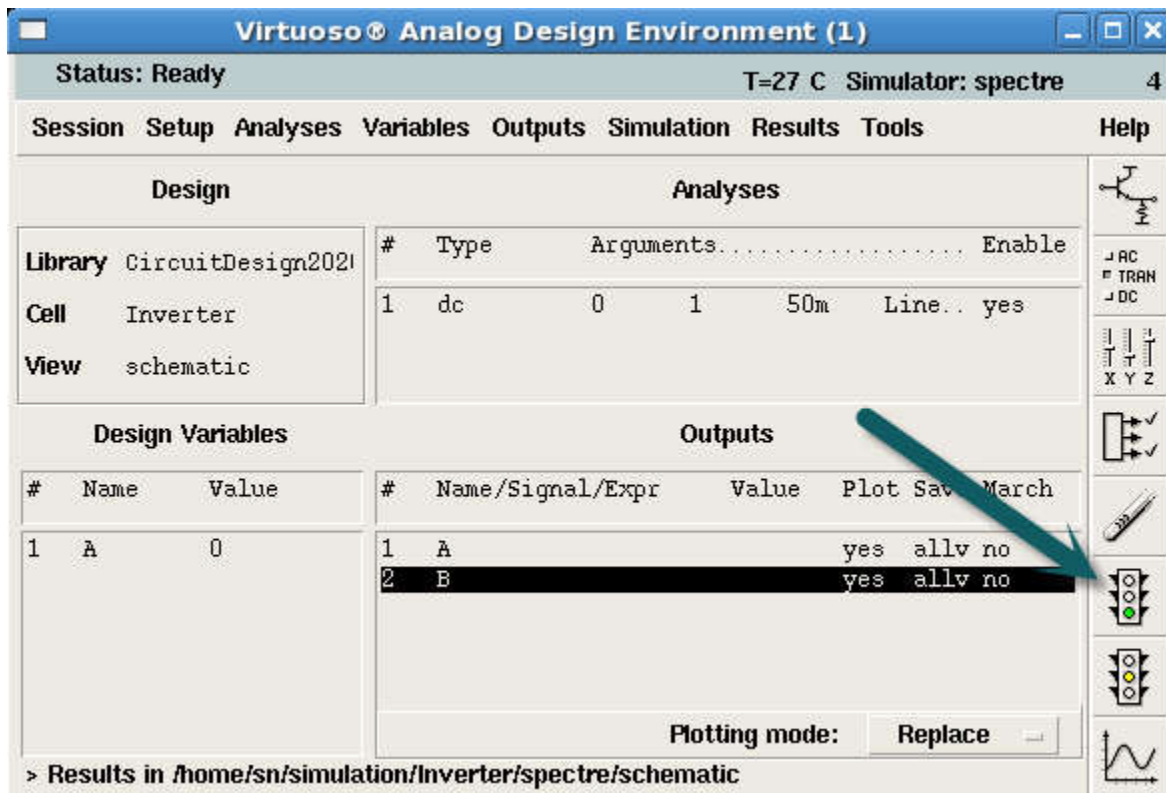 Virtuoso® Analog Design Environment (1)
Status: Ready T=27 C Simulator: spectre 4
Session Setup Analyses Variables Outputs Simulation Results Tools Help
Design
Library CircuitDesign202
Cell Inverter
View schematic
Analyses
# Type Arguments................... Enable
1 dc 0 1 50m Line.. yes
Design Variables
# Name Value
1 A 0
Outputs
# Name/Signal/Expr Value Plot Sav March
1 A yes allv no
2 B yes allv no
Plotting mode: Replace
> Results in /home/sn/simulation/Inverter/spectre/schematic
AC
TRAN
DC
X Y Z